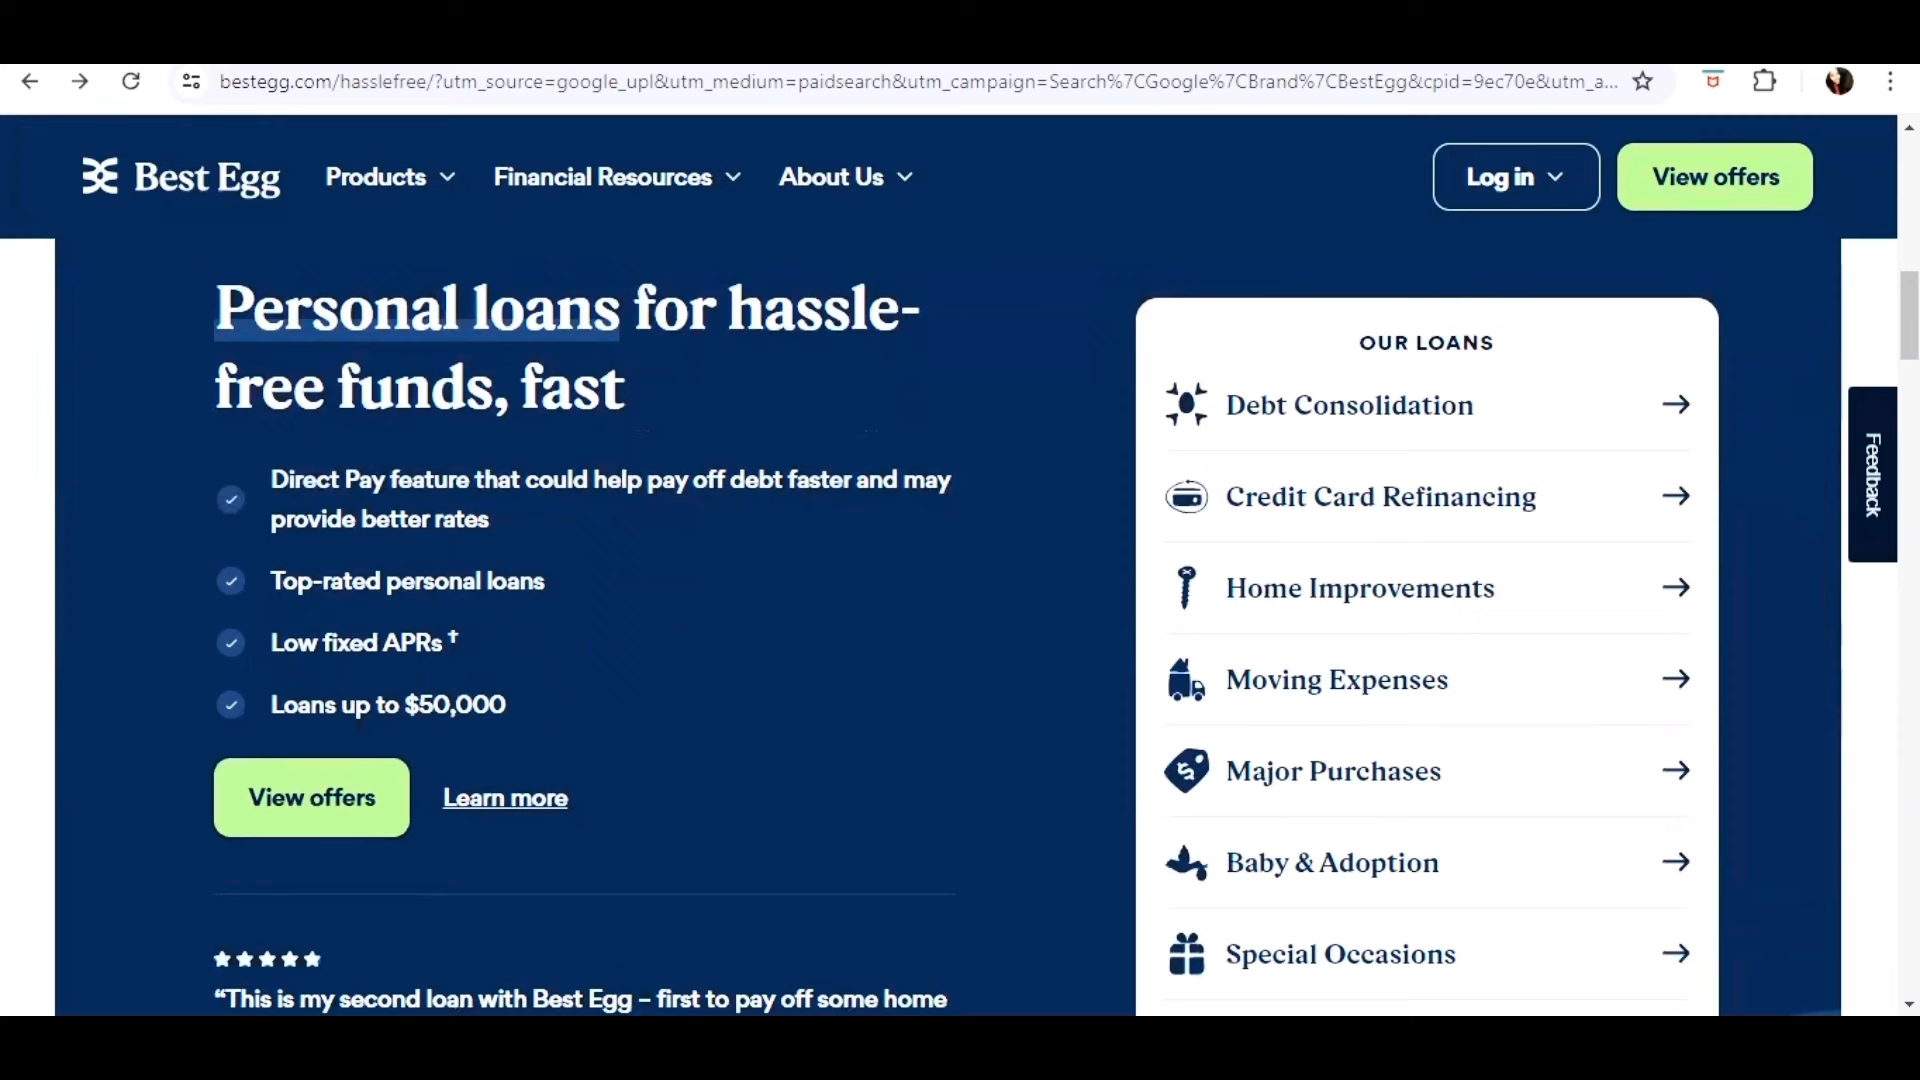 bestegg.com/hasslefree/?utm_source=google_upl&utm_medium=paidsearch&utm_campaign=Search%7CGoogle%7CBrand%7CBestEgg&cpid=9ec70e&utm_a...
Best Egg
Products
Financial Resources
About Us
Log in
View offers
Personal loans for hassle-
free funds, fast
Direct Pay feature that could help pay off debt faster and may
provide better rates
Top-rated personal loans
Low fixed APRs †
Loans up to $50,000
View offers
Learn more
“This is my second loan with Best Egg – first to pay off some home
OUR LOANS
Debt Consolidation
Credit Card Refinancing
Home Improvements
Moving Expenses
Major Purchases
Baby & Adoption
Special Occasions
Feedback